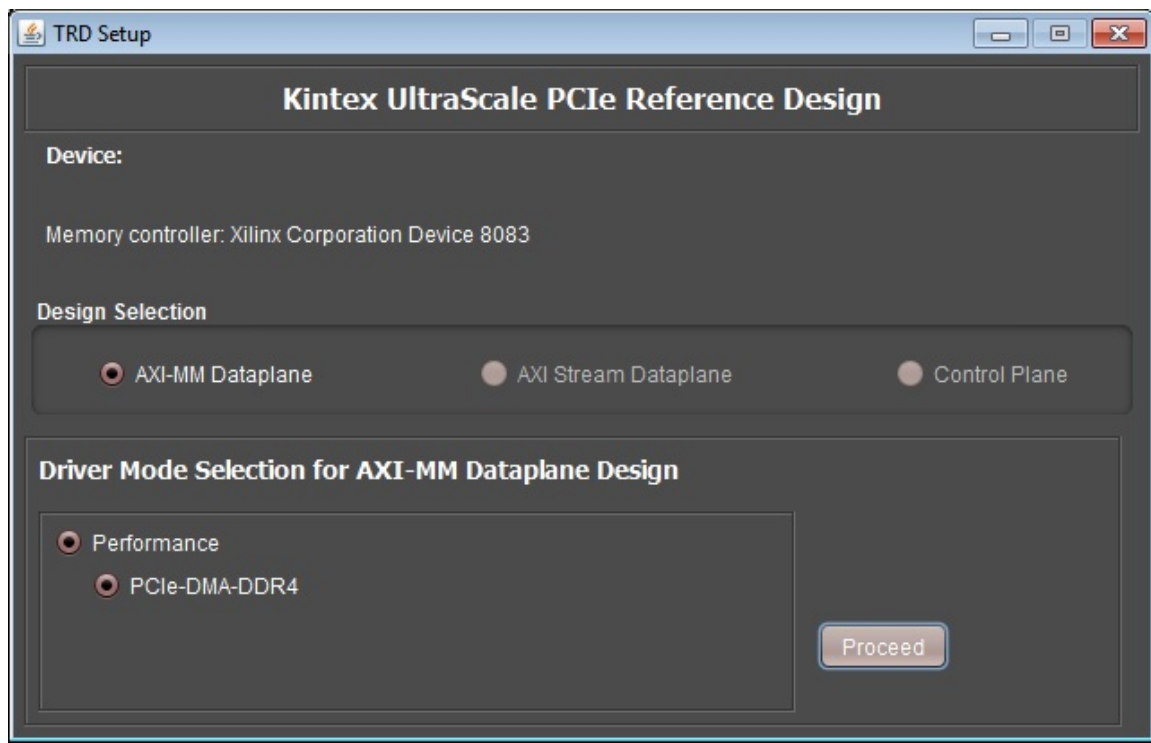 TRD Setup
Kintex UltraScale PCIe Reference Design
Device:
Memory controller: Xilinx Corporation Device 8083
Design Selection
AXI-MM Dataplane AXI Stream Dataplane Control Plane
Driver Mode Selection for AXI-MM Dataplane Design
Performance
PCIe-DMA-DDR4
Proceed